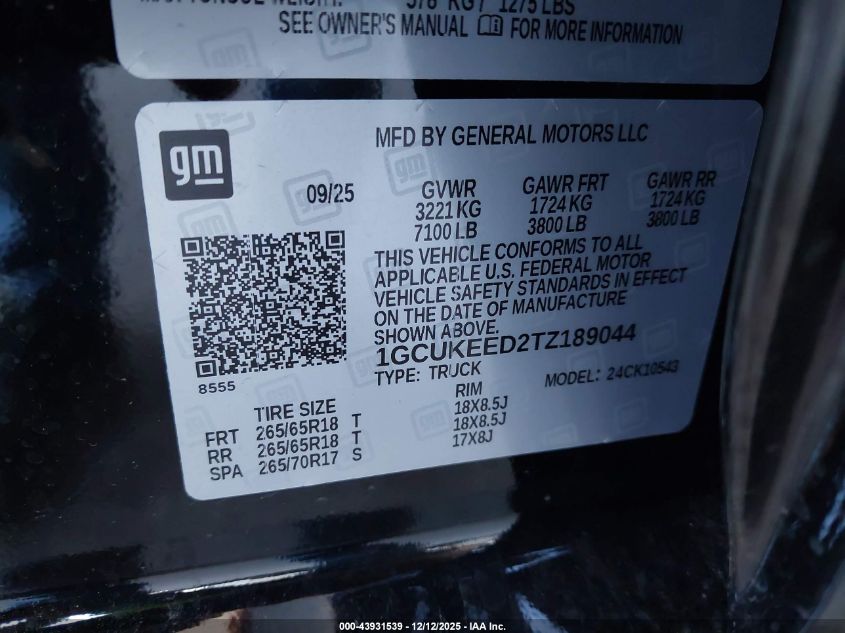 378 KG / 1275 LBS
SEE OWNER'S MANUAL FOR MORE INFORMATION
gm
MFD BY GENERAL MOTORS LLC
09/25 GVWR GAWR FRT GAWR RR
3221 KG 1724 KG 1724 KG
7100 LB 3800 LB 3800 LB
THIS VEHICLE CONFORMS TO ALL
APPLICABLE U.S. FEDERAL MOTOR
VEHICLE SAFETY STANDARDS IN EFFECT
ON THE DATE OF MANUFACTURE
SHOWN ABOVE.
1GCUKEED2TZ189044
TYPE: TRUCK MODEL: 24CK10543
8555
TIRE SIZE RIM
FRT 265/65R18 T 18X8.5J
RR 265/65R18 T 18X8.5J
SPA 265/70R17 S 17X8J
000-43931539 - 12/12/2025 - IAA Inc.